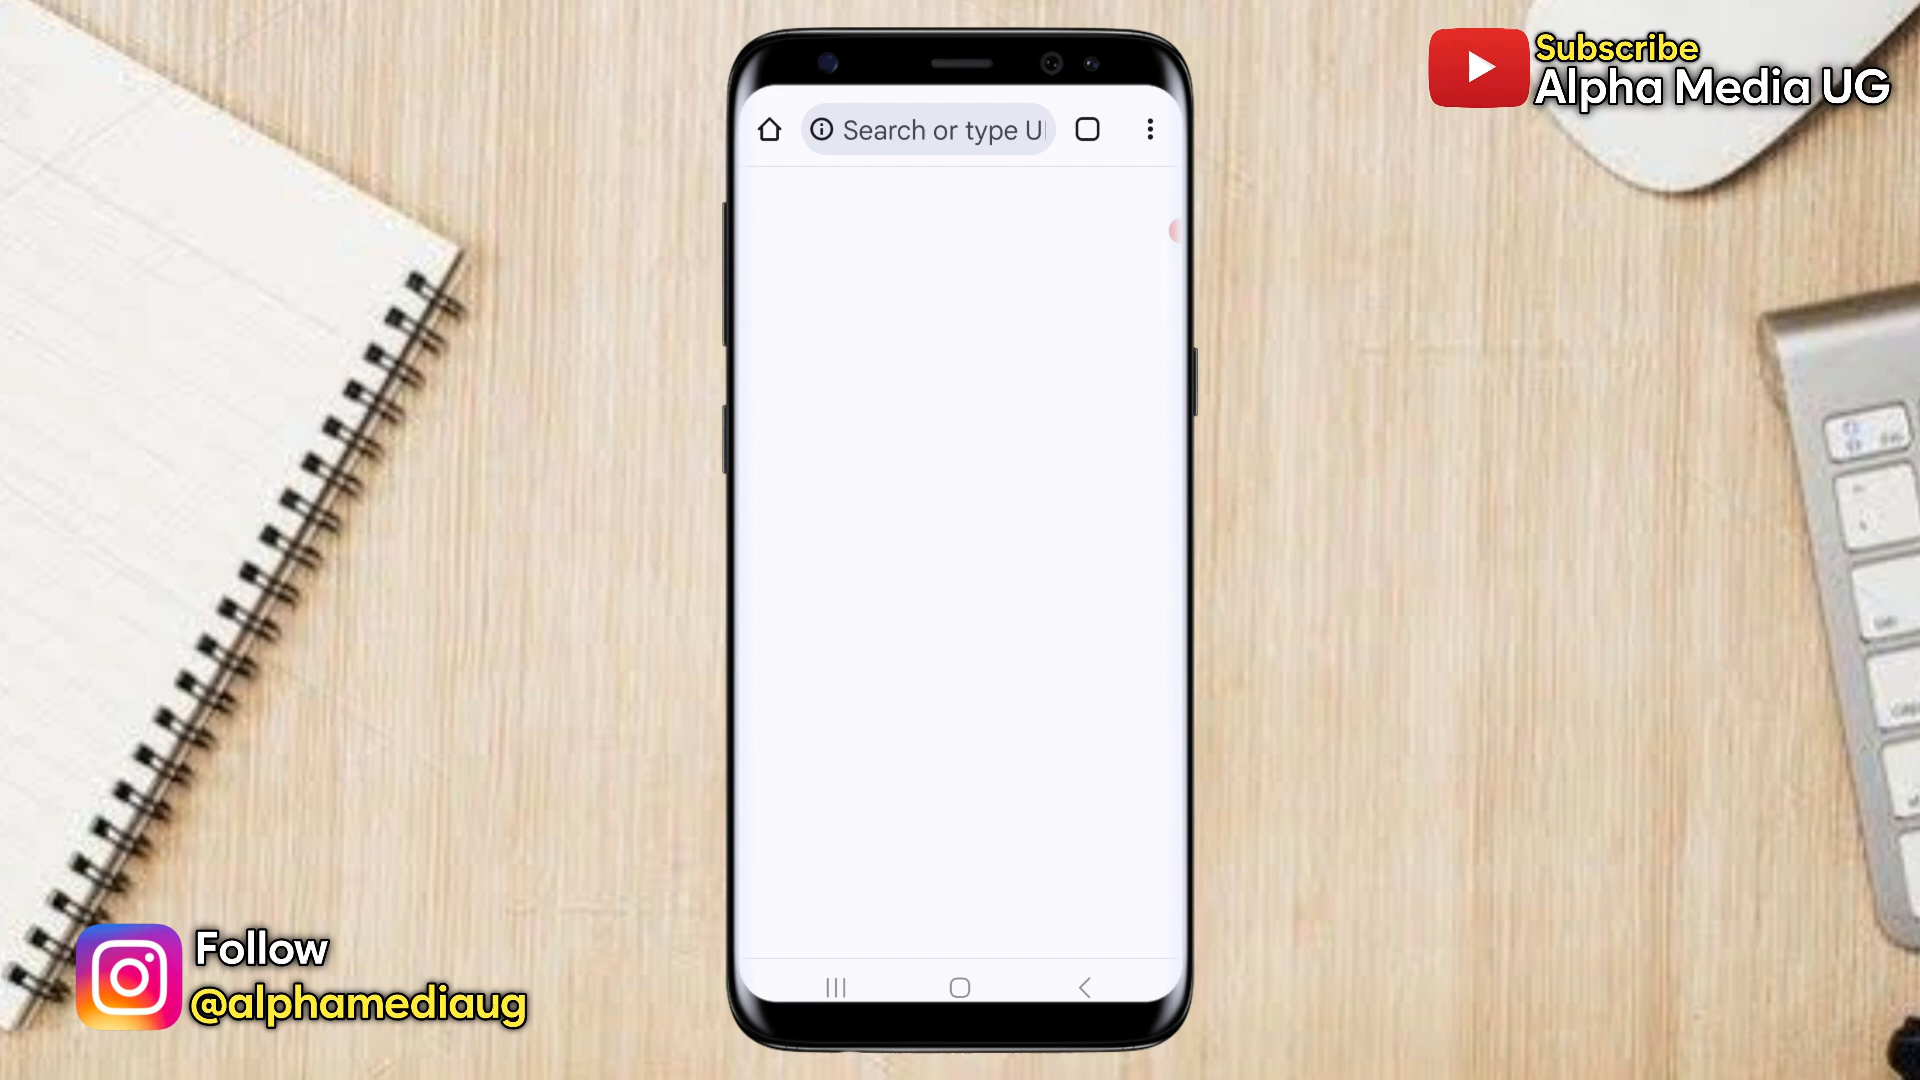 Subscribe
Alpha Media UG
Search or type U
Follow
@alphamediaug